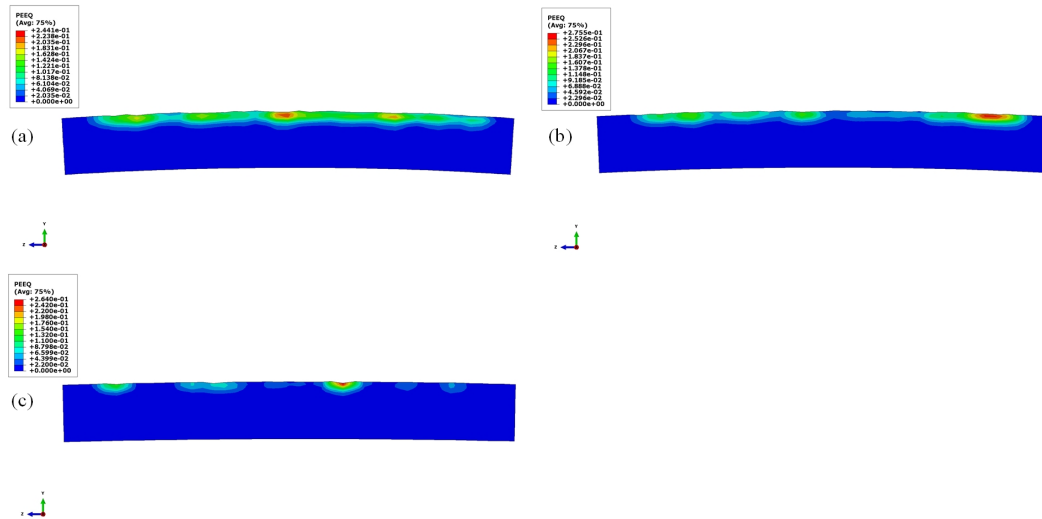 PEEQ
(Avg: 75%)
+2.441e-01
+2.238e-01
+2.035e-01
+1.831e-01
+1.628e-01
+1.424e-01
+1.221e-01
+1.017e-01
+8.138e-02
+6.104e-02
+4.069e-02
+2.035e-02
+0.000e+00
(a)
Y
Z
PEEQ
(Avg: 75%)
+2.755e-01
+2.526e-01
+2.296e-01
+2.067e-01
+1.837e-01
+1.607e-01
+1.378e-01
+1.148e-01
+9.185e-02
+6.888e-02
+4.592e-02
+2.296e-02
+0.000e+00
(b)
Y
Z
PEEQ
(Avg: 75%)
+2.640e-01
+2.420e-01
+2.200e-01
+1.980e-01
+1.760e-01
+1.540e-01
+1.320e-01
+1.100e-01
+8.798e-02
+6.599e-02
+4.399e-02
+2.200e-02
+0.000e+00
(c)
Y
Z